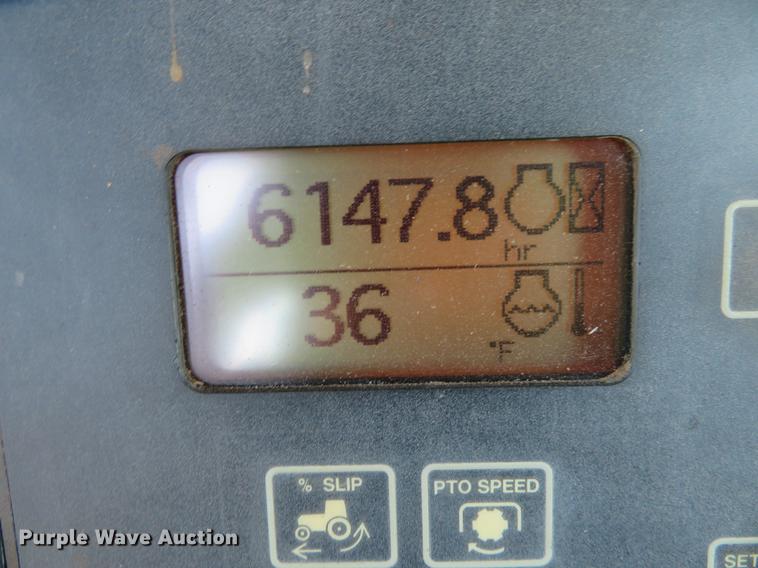 6147.8
hr
36
°F
% SLIP
PTO SPEED
SET
Purple Wave Auction